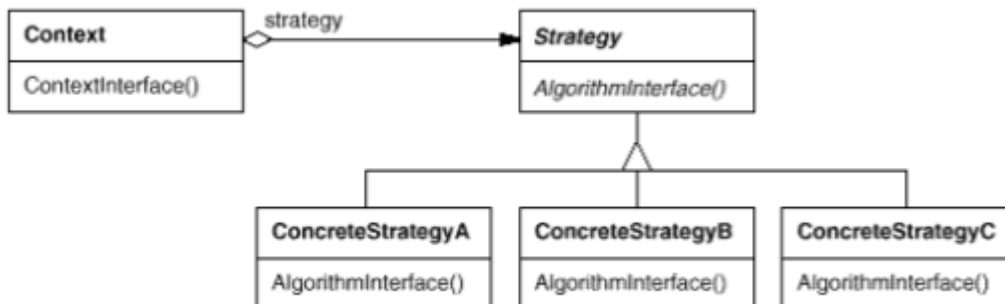 strategy
Context
ContextInterface()
Strategy
AlgorithmInterface()
ConcreteStrategyA
AlgorithmInterface()
ConcreteStrategyB
AlgorithmInterface()
ConcreteStrategyC
AlgorithmInterface()